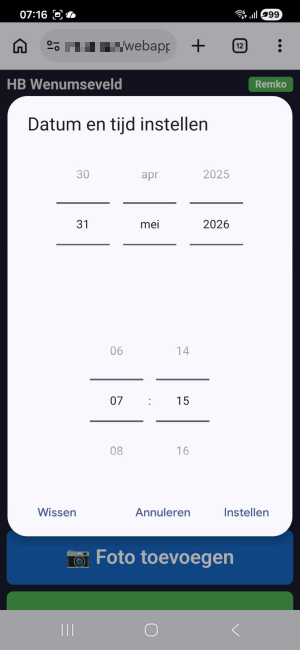 07:16 99
/webapp 12
HB Wenumseveld Remko
Datum en tijd instellen
30 apr 2025
31 mei 2026
06 14
07 : 15
08 16
Wissen Annuleren Instellen
Foto toevoegen